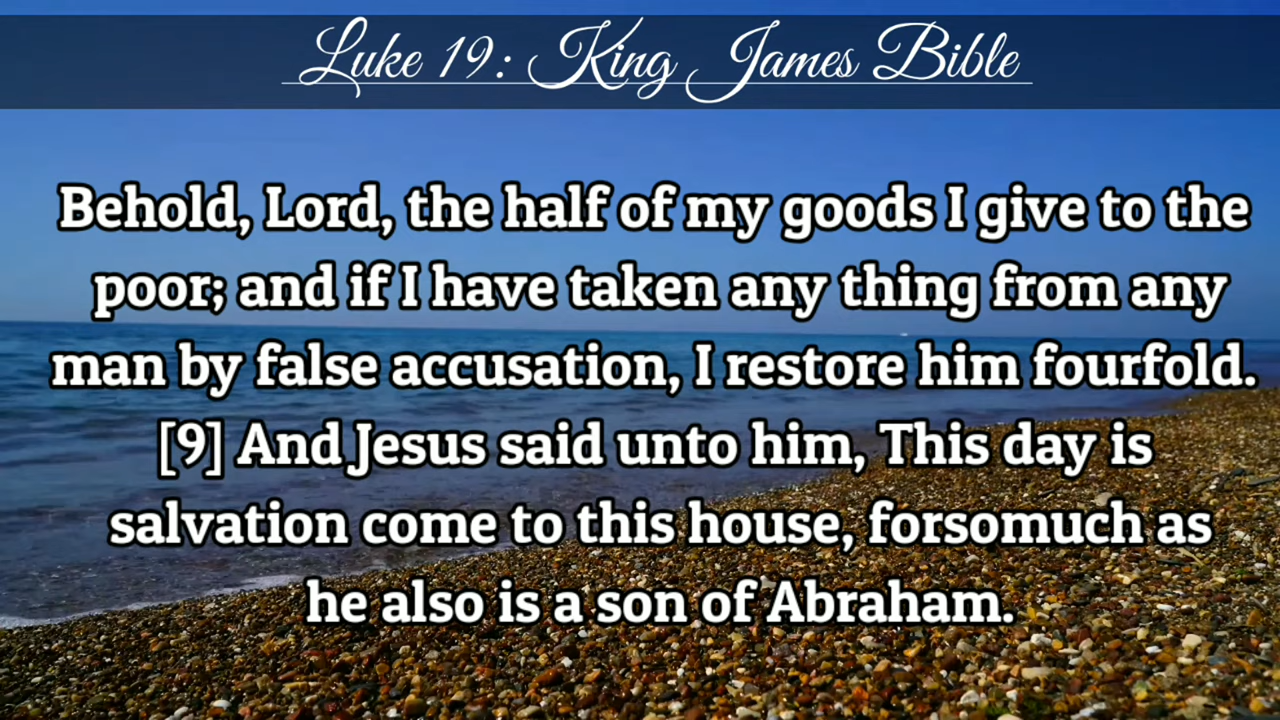 Luke 19: King James Bible
Behold, Lord, the half of my goods I give to the
poor; and if I have taken any thing from any
man by false accusation, I restore him fourfold.
[9] And Jesus said unto him, This day is
salvation come to this house, forsomuch as
he also is a son of Abraham.